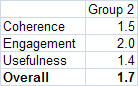 Group 2
Coherence 1.5
Engagement 2.0
Usefulness 1.4
Overall 1.7